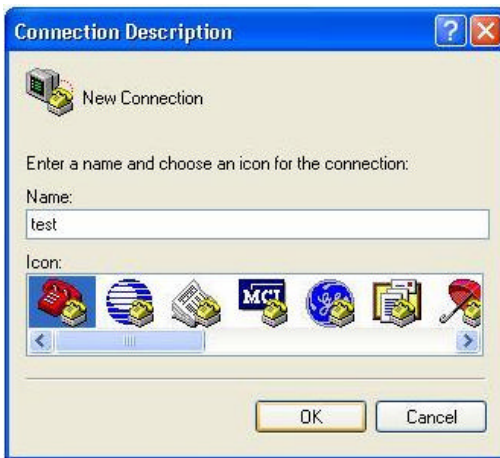 Connection Description
New Connection
Enter a name and choose an icon for the connection:
Name:
test
Icon:
MCI
OK
Cancel